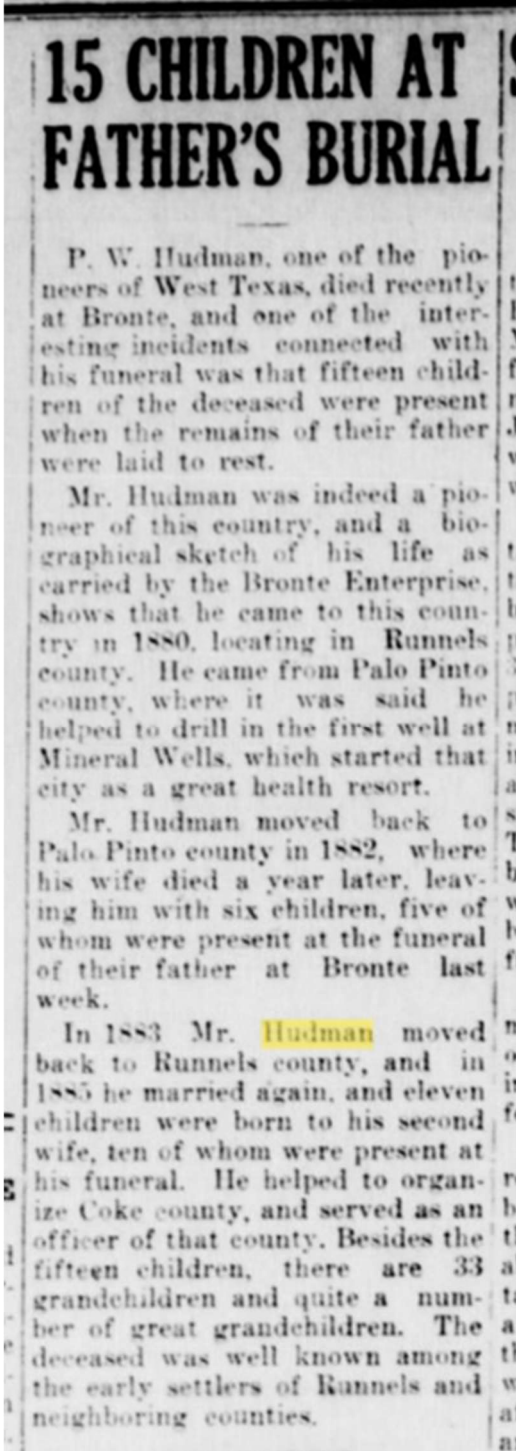 15 CHILDREN AT
FATHER'S BURIAL
P. W. Hudman, one of the pio-
neers of West Texas, died recently
at Bronte, and one of the inter-
esting incidents connected with
his funeral was that fifteen child-
ren of the deceased were present
when the remains of their father
were laid to rest.
Mr. Hudman was indeed a pio-
neer of this country, and a bio-
graphical sketch of his life as
carried by the Bronte Enterprise,
shows that he came to this coun-
try in 1880, locating in Runnels
county. He came from Palo Pinto
county, where it was said he
helped to drill in the first well at
Mineral Wells, which started that
city as a great health resort.
Mr. Hudman moved back to
Palo Pinto county in 1882, where
his wife died a year later, leav-
ing him with six children, five of
whom were present at the funeral
of their father at Bronte last
week.
In 1883 Mr. Hudman moved
back to Runnels county, and in
1885 he married again, and eleven
children were born to his second
wife, ten of whom were present at
his funeral. He helped to organ-
ize Coke county, and served as an
officer of that county. Besides the
fifteen children, there are 33
grandchildren and quite a num-
ber of great grandchildren. The
deceased was well known among
the early settlers of Runnels and
neighboring counties.